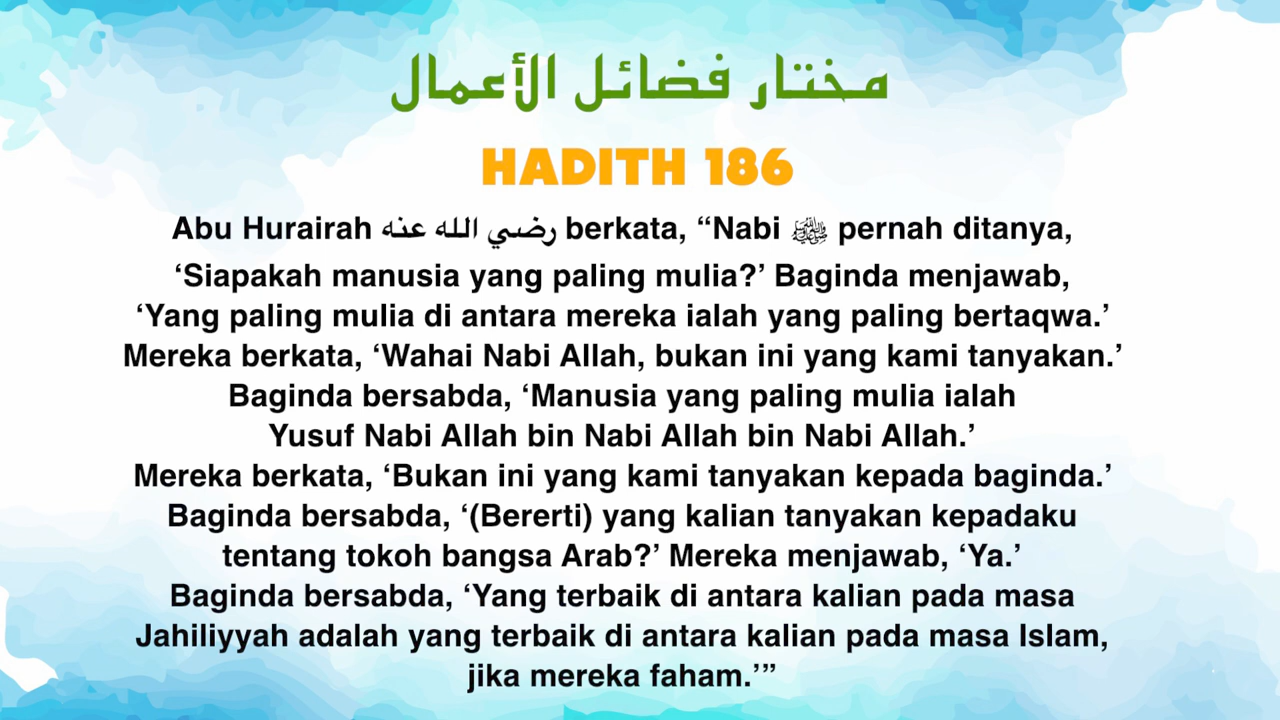 مختار فضائل الأعمال
HADITH 186
Abu Hurairah رضي الله عنه berkata, “Nabi ﷺ pernah ditanya,
‘Siapakah manusia yang paling mulia?’ Baginda menjawab,
‘Yang paling mulia di antara mereka ialah yang paling bertaqwa.’
Mereka berkata, ‘Wahai Nabi Allah, bukan ini yang kami tanyakan.’
Baginda bersabda, ‘Manusia yang paling mulia ialah
Yusuf Nabi Allah bin Nabi Allah bin Nabi Allah.’
Mereka berkata, ‘Bukan ini yang kami tanyakan kepada baginda.’
Baginda bersabda, ‘(Bererti) yang kalian tanyakan kepadaku
tentang tokoh bangsa Arab?’ Mereka menjawab, ‘Ya.’
Baginda bersabda, ‘Yang terbaik di antara kalian pada masa
Jahiliyyah adalah yang terbaik di antara kalian pada masa Islam,
jika mereka faham.’”